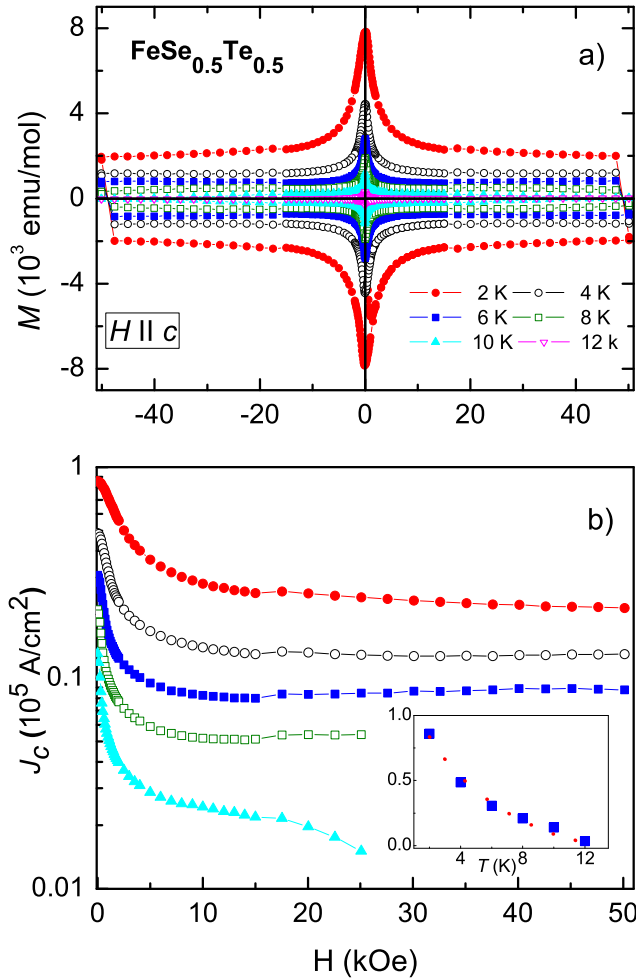 8
4
0
-4
-8
M (10³ emu/mol)
FeSe₀.₅Te₀.₅
a)
H II c
2 K
4 K
6 K
8 K
10 K
12 k
-40 -20 0 20 40
b)
1
0.1
0.01
J_C (10⁵ A/cm²)
1.0
0.5
0.0
4 8 12
T (K)
0 10 20 30 40 50
H (kOe)